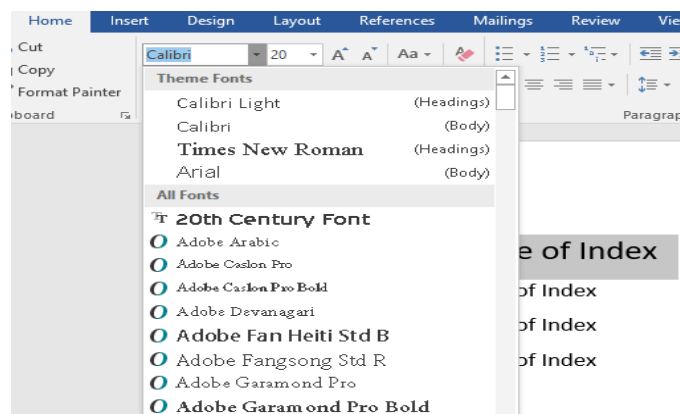 Home Insert Design Layout References Mailings Review Vie
Cut
Copy
Format Painter
board
Calibri 20 Aa
Paragrap
Theme Fonts
Calibri Light (Headings)
Calibri (Body)
Times New Roman (Headings)
Arial (Body)
All Fonts
20th Century Font
Adobe Arabic
Adobe Caslon Pro
Adobe Caslon Pro Bold
Adobe Devanagari
Adobe Fan Heiti Std B
Adobe Fangsong Std R
Adobe Garamond Pro
Adobe Garamond Pro Bold
e of Index
of Index
of Index
of Index